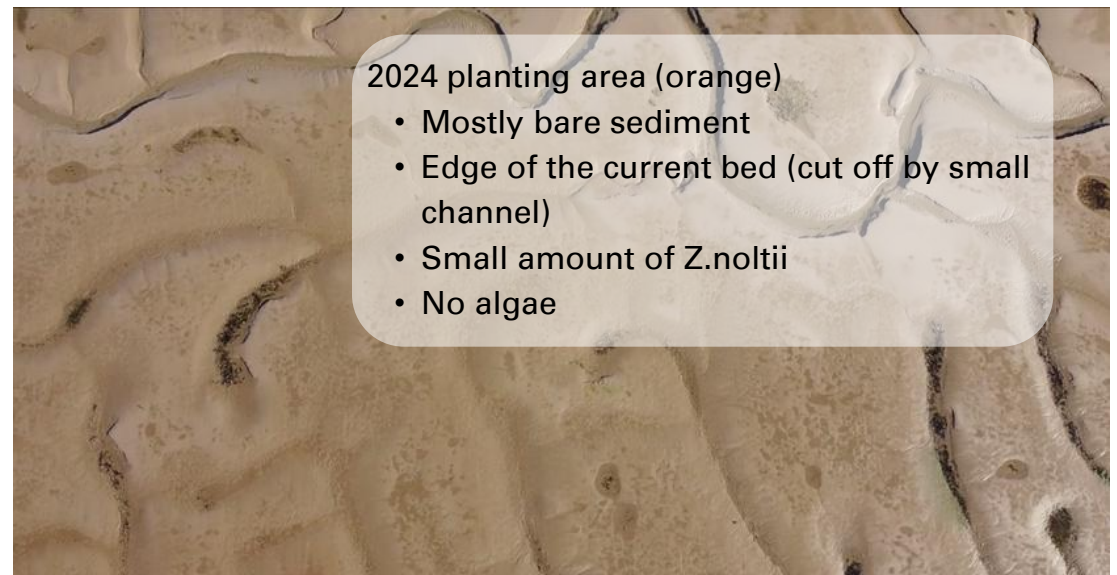 2024 planting area (orange)
• Mostly bare sediment
• Edge of the current bed (cut off by small
channel)
• Small amount of Z.noltii
• No algae